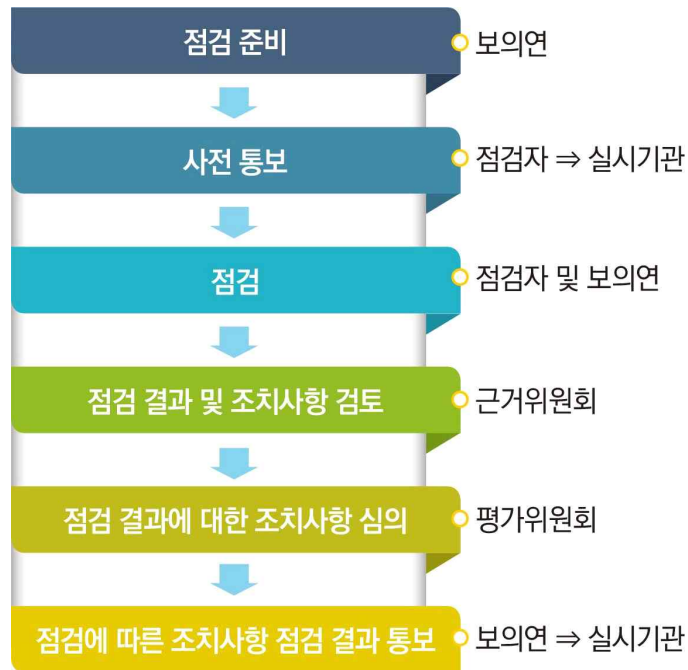 점검 준비
보의연
사전 통보
점검자 ⇒ 실시기관
점검
점검자 및 보의연
점검 결과 및 조치사항 검토
근거위원회
점검 결과에 대한 조치사항 심의
평가위원회
점검에 따른 조치사항 점검 결과 통보
보의연 ⇒ 실시기관